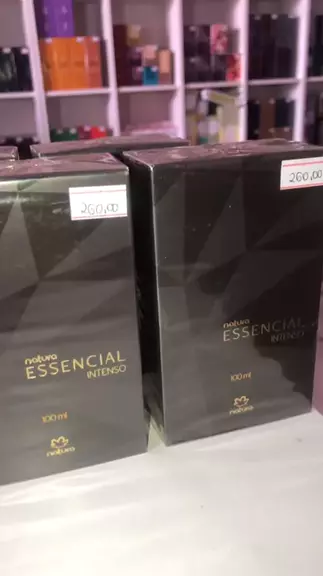 260,00
natura
ESSENCIAL
INTENSO
100 ml
natura
260,00
natura
ESSENCIAL
INTENSO
100 ml
natura